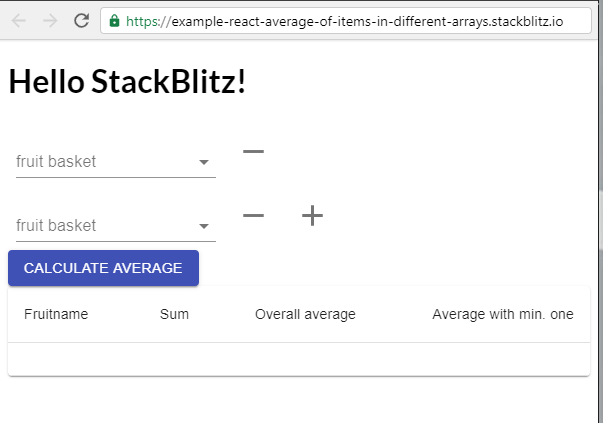 https://example-react-average-of-items-in-different-arrays.stackblitz.io
Hello StackBlitz!
fruit basket
fruit basket
CALCULATE AVERAGE
Fruitname Sum Overall average Average with min. one